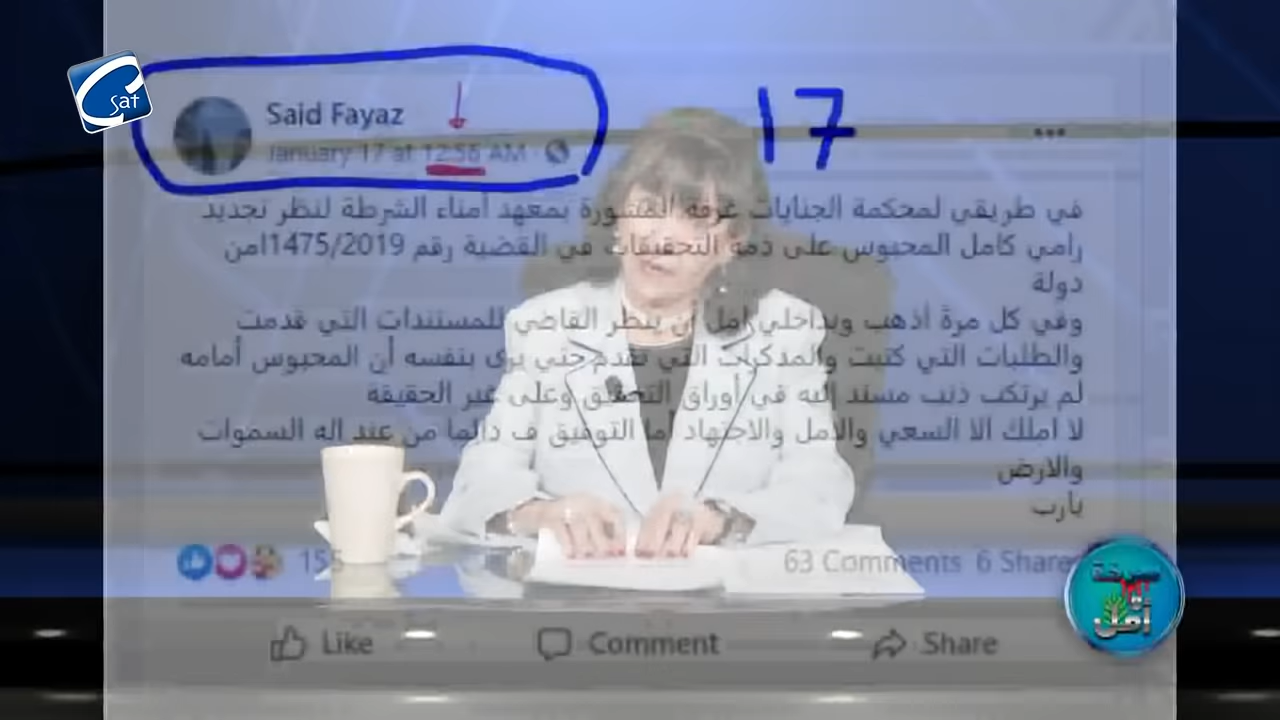 C sat
17
Said Fayaz
January 17 at 12:56 AM
في طريقي لمحكمة الجنايات غرفة المشورة بمعهد أمناء الشرطة لنظر تجديد
رامي كامل المحبوس على ذمة التحقيقات في القضية رقم 1475/2019امن
دولة
وفي كل مرة أذهب وبداخلي أمل أن ينظر القاضي للمستندات التي قدمت
والطلبات التي كتبت والمذكرات التي تقدم حتى يرى بنفسه أن المحبوس أمامه
لم يرتكب ذنب مسند إليه في أوراق التحقيق وعلى غير الحقيقة
لا املك الا السعي والامل والاجتهاد أما التوفيق ف دائما من عند اله السموات
والارض
يارب
63 Comments 6 Share
Like Comment Share
صرخة
أمل